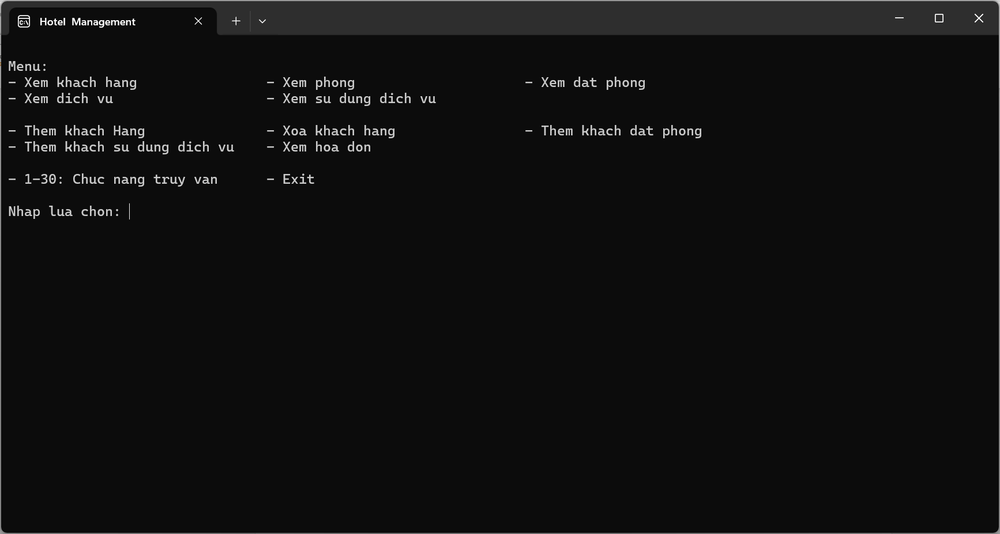 Hotel Management
Menu:
- Xem khach hang - Xem phong - Xem dat phong
- Xem dich vu - Xem su dung dich vu
- Them khach Hang - Xoa khach hang - Them khach dat phong
- Them khach su dung dich vu - Xem hoa don
- 1-30: Chuc nang truy van - Exit
Nhap lua chon: